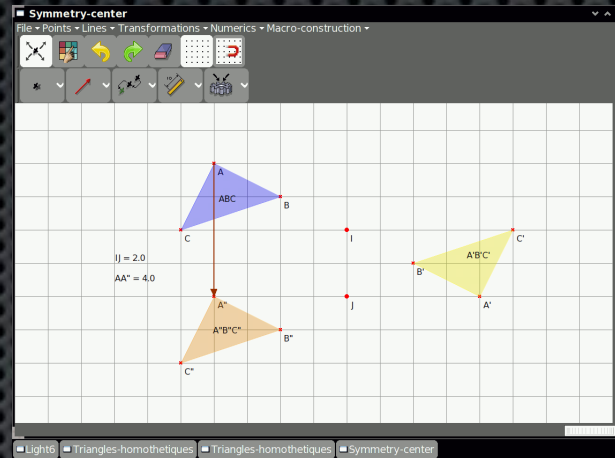 Symmetry-center
File Points Lines Transformations Numerics Macro-construction
A
ABC
B
C
I
C'
A'B'C'
IJ = 2.0
B'
AA" = 4.0
A"
J
A'
A"B"C"
B"
C"
Light6 Triangles-homothetiques Triangles-homothetiques Symmetry-center